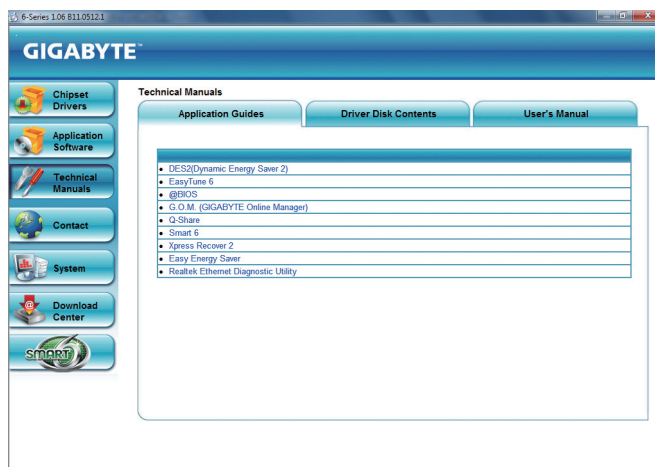 6-Series 1.06 B11.0512.1
GIGABYTE™
Chipset
Drivers
Application
Software
Technical
Manuals
Contact
System
Download
Center
SMART6
Technical Manuals
Application Guides
Driver Disk Contents
User's Manual
• DES2(Dynamic Energy Saver 2)
• EasyTune 6
• @BIOS
• G.O.M. (GIGABYTE Online Manager)
• Q-Share
• Smart 6
• Xpress Recover 2
• Easy Energy Saver
• Realtek Ethernet Diagnostic Utility